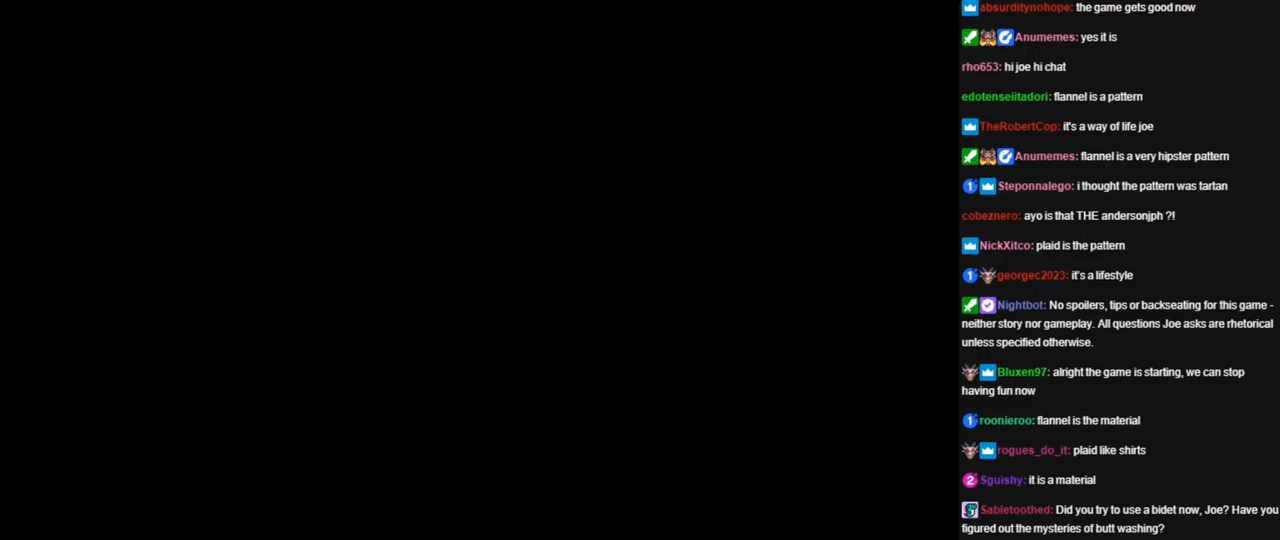 absurditynohope: the game gets good now
Anumemes: yes it is
rho653: hi joe hi chat
edotenseiitadori: flannel is a pattern
TheRobertCop: it's a way of life joe
Anumemes: flannel is a very hipster pattern
1 Steponnalego: i thought the pattern was tartan
cobeznero: ayo is that THE andersonjph ?!
NickXitco: plaid is the pattern
1 georgec2023: it's a lifestyle
Nightbot: No spoilers, tips or backseating for this game -
neither story nor gameplay. All questions Joe asks are rhetorical
unless specified otherwise.
Bluxen97: alright the game is starting, we can stop
having fun now
1 roonieroo: flannel is the material
rogues_do_it: plaid like shirts
2 Sguishy: it is a material
Sabletoothed: Did you try to use a bidet now, Joe? Have you
figured out the mysteries of butt washing?